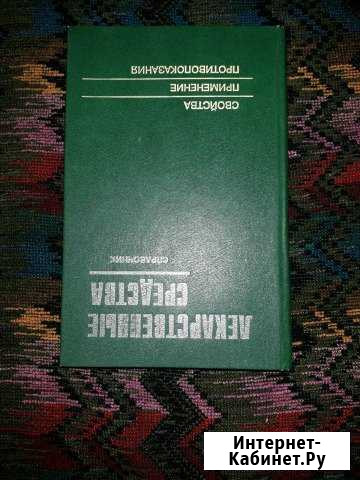 ЛЕКАРСТВЕННЫЕ
СРЕДСТВА
СПРАВОЧНИК
СВОЙСТВА
ПРИМЕНЕНИЕ
ПРОТИВОПОКАЗАНИЯ
Интернет-
Кабинет.Ру